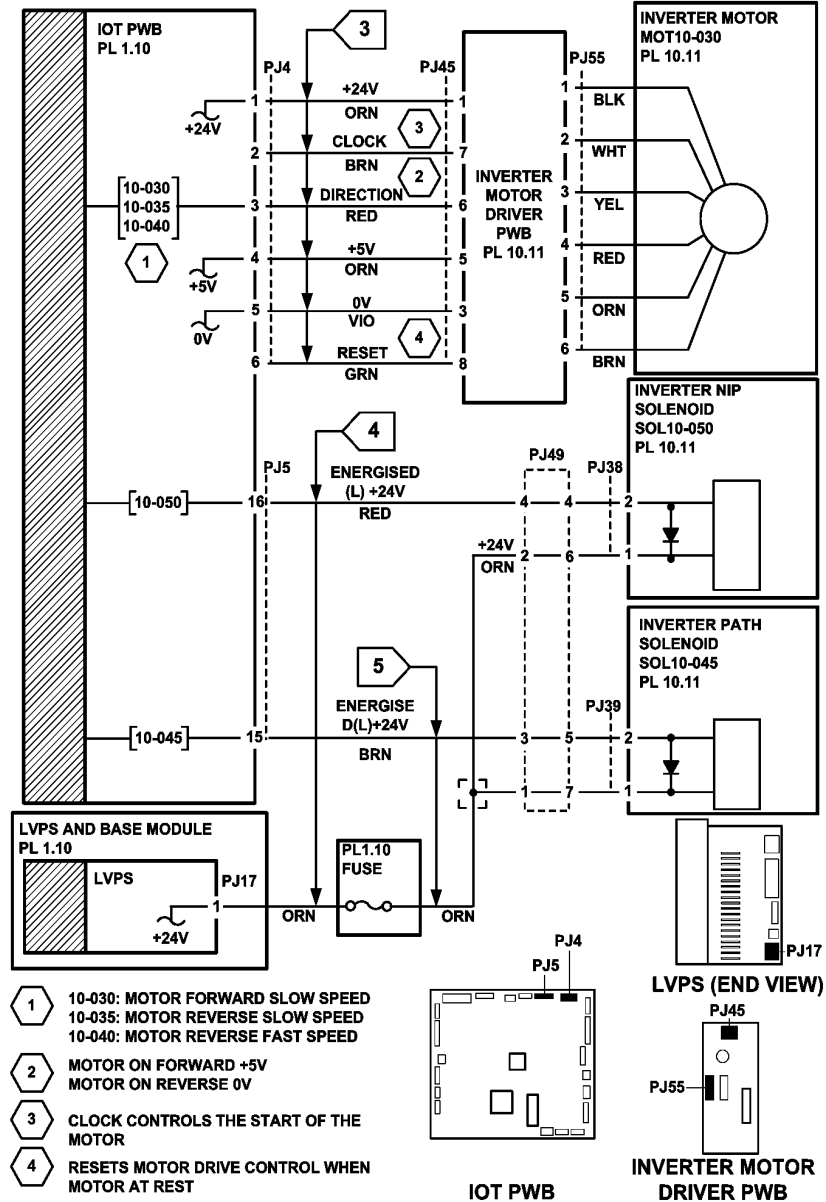 IOT PWB
PL 1.10
3
INVERTER MOTOR
MOT10-030
PL 10.11
PJ4
PJ45
PJ55
+24V
1
+24V
ORN
1
1
BLK
3
2
CLOCK
BRN
7
2
WHT
2
10-030
10-035
10-040
3
DIRECTION
RED
6
INVERTER
MOTOR
DRIVER
PWB
PL 10.11
3
YEL
1
+5V
4
+5V
ORN
5
4
RED
0V
5
0V
VIO
3
5
ORN
4
6
RESET
GRN
8
6
BRN
INVERTER NIP
SOLENOID
SOL10-050
PL 10.11
4
PJ5
PJ49
PJ38
10-050
16
ENERGISED
(L) +24V
RED
4
4
2
+24V
ORN
2
6
1
INVERTER PATH
SOLENOID
SOL10-045
PL 10.11
5
PJ39
10-045
15
ENERGISE
D(L)+24V
BRN
3
5
2
1
7
1
LVPS AND BASE MODULE
PL 1.10
LVPS
PJ17
+24V
1
ORN
PL1.10
FUSE
ORN
PJ17
LVPS (END VIEW)
1
10-030: MOTOR FORWARD SLOW SPEED
10-035: MOTOR REVERSE SLOW SPEED
10-040: MOTOR REVERSE FAST SPEED
2
MOTOR ON FORWARD +5V
MOTOR ON REVERSE 0V
3
CLOCK CONTROLS THE START OF THE
MOTOR
4
RESETS MOTOR DRIVE CONTROL WHEN
MOTOR AT REST
PJ4
PJ5
IOT PWB
PJ45
PJ55
INVERTER MOTOR
DRIVER PWB